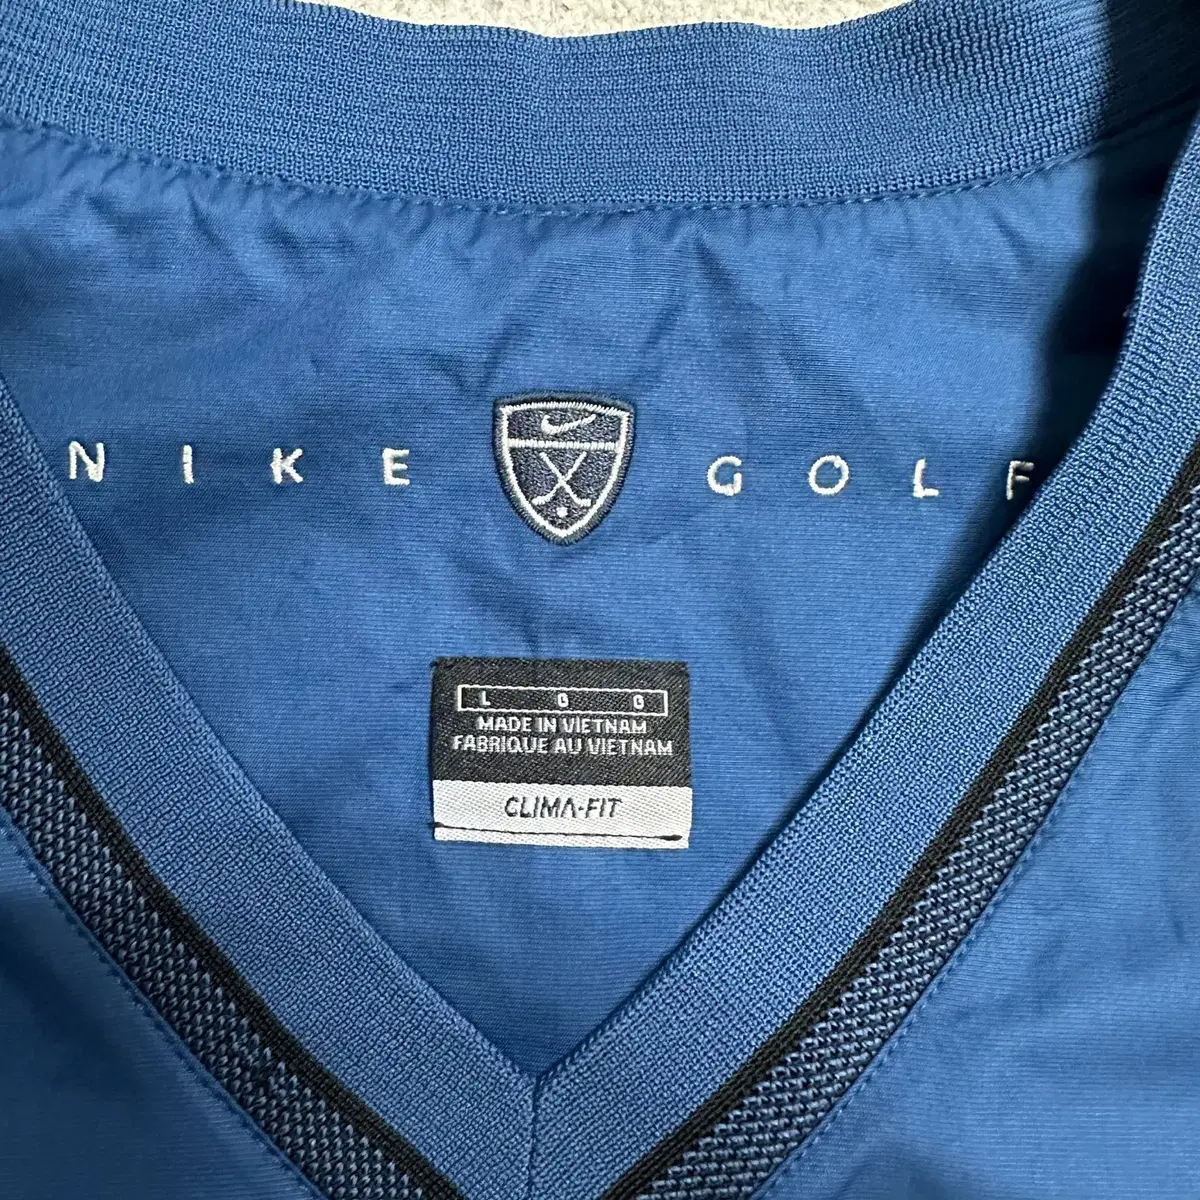 NIKE GOLF
L G G
MADE IN VIETNAM
FABRIQUE AU VIETNAM
CLIMA-FIT